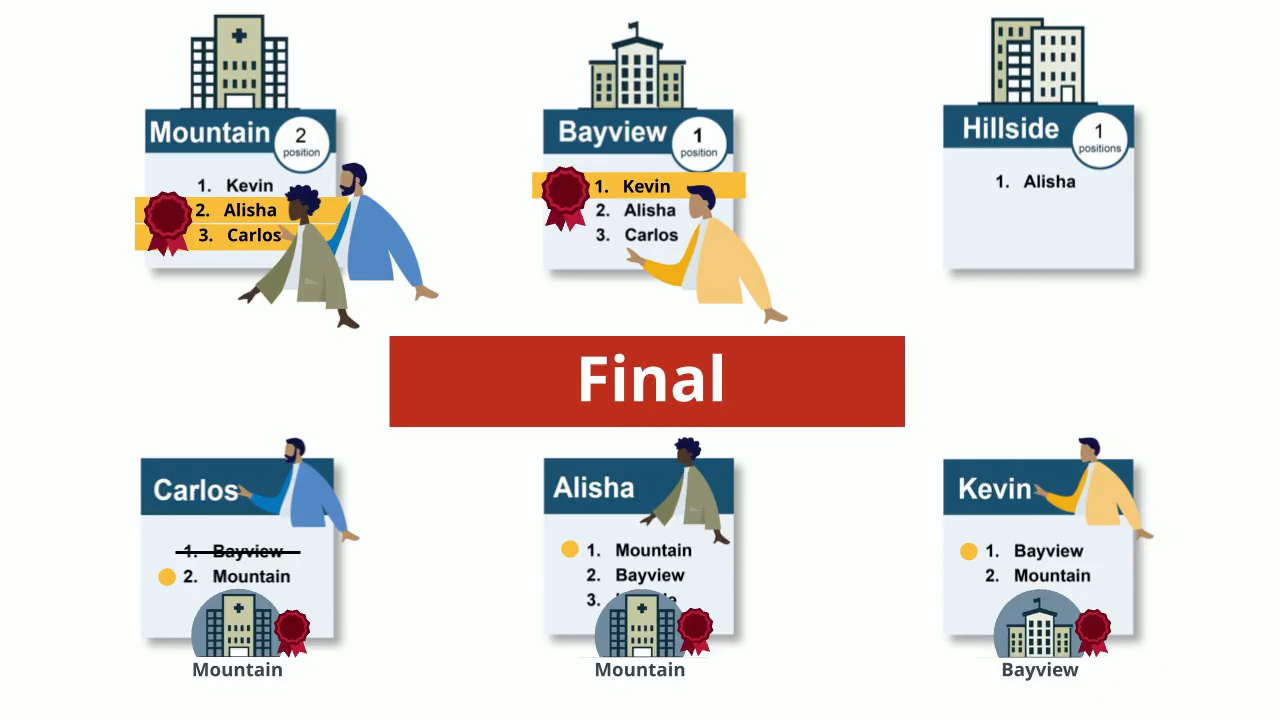 Mountain
2
position
1. Kevin
2. Alisha
3. Carlos
Bayview
1
position
1. Kevin
2. Alisha
3. Carlos
Hillside
1
positions
1. Alisha
Final
Carlos
1. Bayview
2. Mountain
Mountain
Alisha
1. Mountain
2. Bayview
3.
Mountain
Kevin
1. Bayview
2. Mountain
Bayview